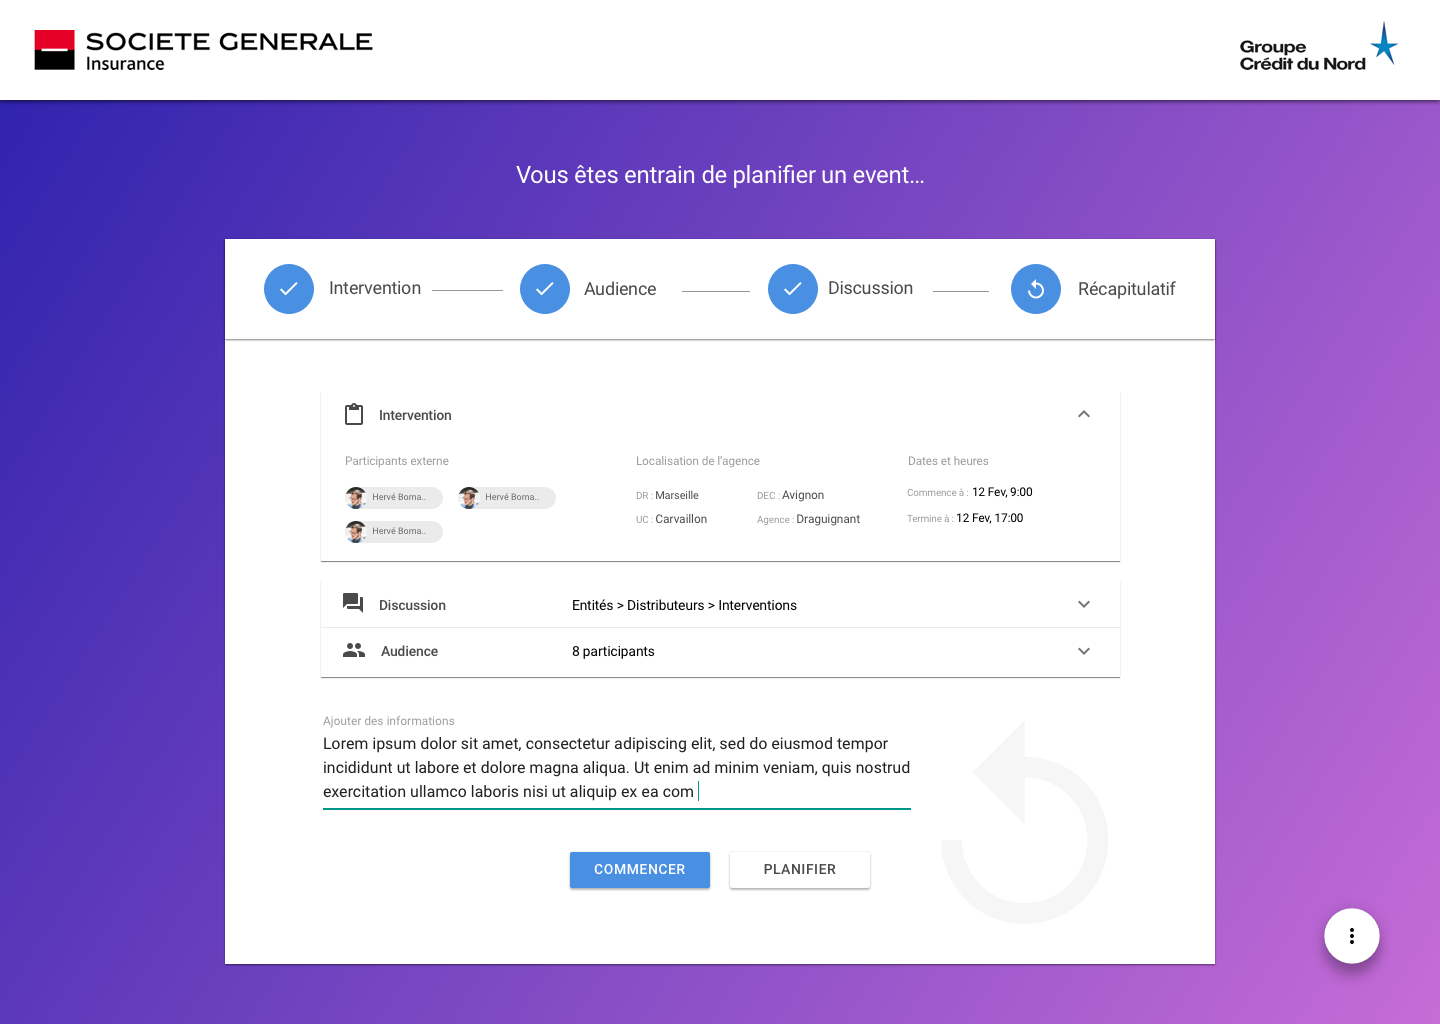 SOCIETE GENERALE
Insurance
Groupe
Crédit du Nord
Vous êtes entrain de planifier un event...
Intervention
Audience
Discussion
Récapitulatif
Intervention
Participants externe
Localisation de l'agence
Dates et heures
Hervé Boma..
Hervé Boma..
Hervé Boma..
DR : Marseille
DEC : Avignon
UC : Carvaillon
Agence : Draguignant
Commence à : 12 Fev, 9:00
Termine à : 12 Fev, 17:00
Discussion
Entités > Distributeurs > Interventions
Audience
8 participants
Ajouter des informations
Lorem ipsum dolor sit amet, consectetur adipiscing elit, sed do eiusmod tempor
incididunt ut labore et dolore magna aliqua. Ut enim ad minim veniam, quis nostrud
exercitation ullamco laboris nisi ut aliquip ex ea com
COMMENCER
PLANIFIER